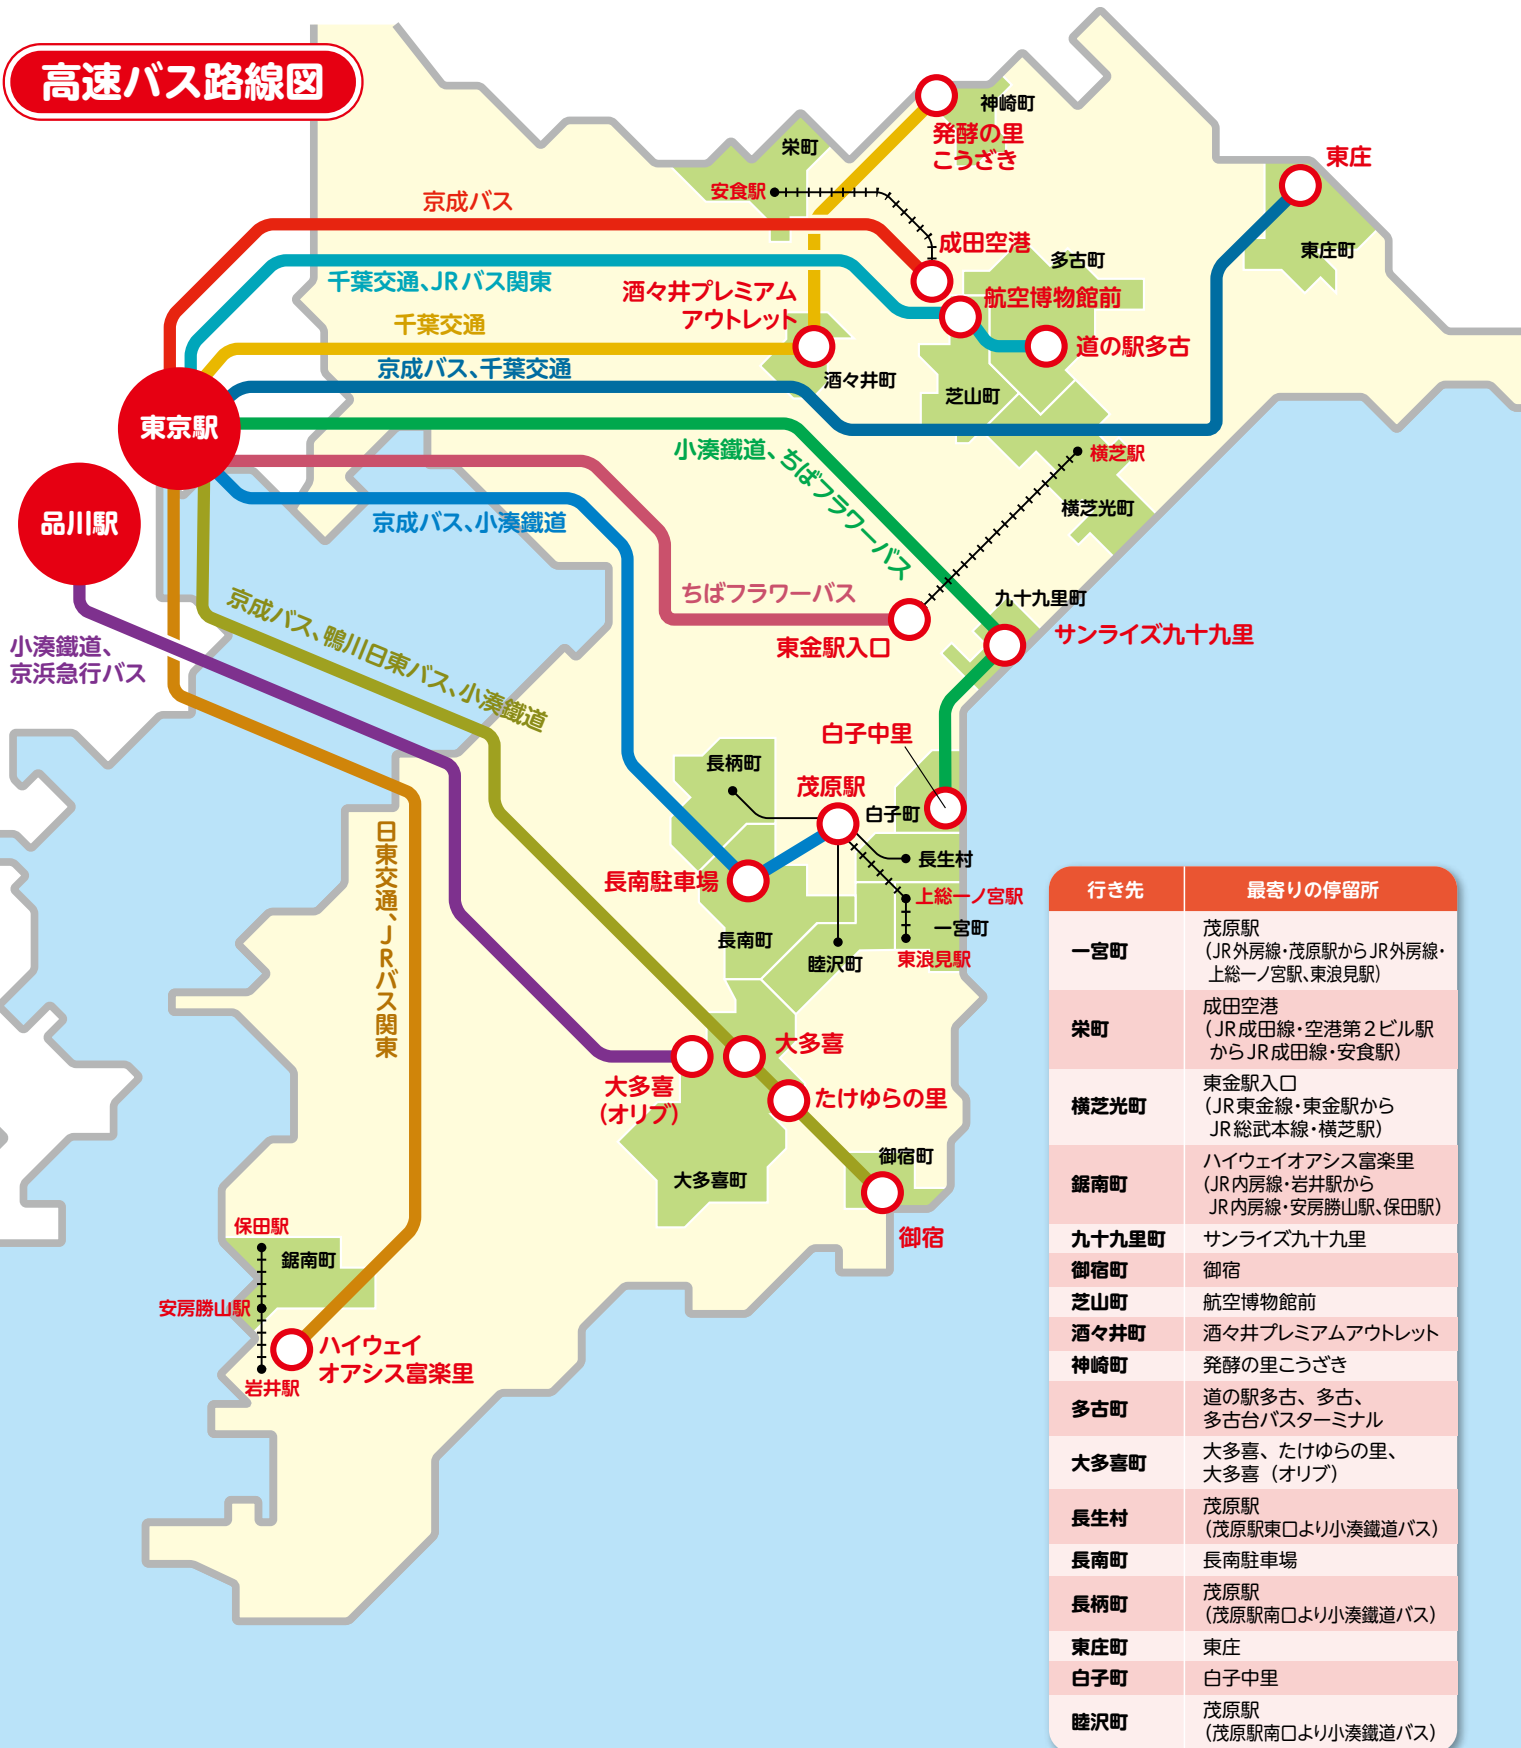 高速バス路線図
神崎町
発酵の里
こうざき
栄町
安食駅
東庄
東庄町
京成バス
成田空港
多古町
千葉交通、JRバス関東
酒々井プレミアム
アウトレット
航空博物館前
千葉交通
道の駅多古
京成バス、千葉交通
酒々井町
芝山町
東京駅
小湊鐵道、ちばフラワーバス
横芝駅
横芝光町
品川駅
京成バス、小湊鐵道
ちばフラワーバス
九十九里町
サンライズ九十九里
東金駅入口
小湊鐵道、
京浜急行バス
京成バス、鴨川日東バス、小湊鐵道
白子中里
長柄町
茂原駅
白子町
長生村
長南駐車場
上総一ノ宮駅
一宮町
長南町
睦沢町
東浪見駅
日東交通、JRバス関東
大多喜
大多喜
(オリブ)
たけゆらの里
大多喜町
御宿町
御宿
保田駅
鋸南町
安房勝山駅
ハイウェイ
オアシス富楽里
岩井駅
行き先 最寄りの停留所
一宮町 茂原駅
(JR外房線・茂原駅からJR外房線・
上総一ノ宮駅、東浪見駅)
栄町 成田空港
(JR成田線・空港第2ビル駅
からJR成田線・安食駅)
横芝光町 東金駅入口
(JR東金線・東金駅から
JR総武本線・横芝駅)
鋸南町 ハイウェイオアシス富楽里
(JR内房線・岩井駅から
JR内房線・安房勝山駅、保田駅)
九十九里町 サンライズ九十九里
御宿町 御宿
芝山町 航空博物館前
酒々井町 酒々井プレミアムアウトレット
神崎町 発酵の里こうざき
多古町 道の駅多古、多古、
多古台バスターミナル
大多喜町 大多喜、たけゆらの里、
大多喜（オリブ）
長生村 茂原駅
(茂原駅東口より小湊鐵道バス)
長南町 長南駐車場
長柄町 茂原駅
(茂原駅南口より小湊鐵道バス)
東庄町 東庄
白子町 白子中里
睦沢町 茂原駅
(茂原駅南口より小湊鐵道バス)